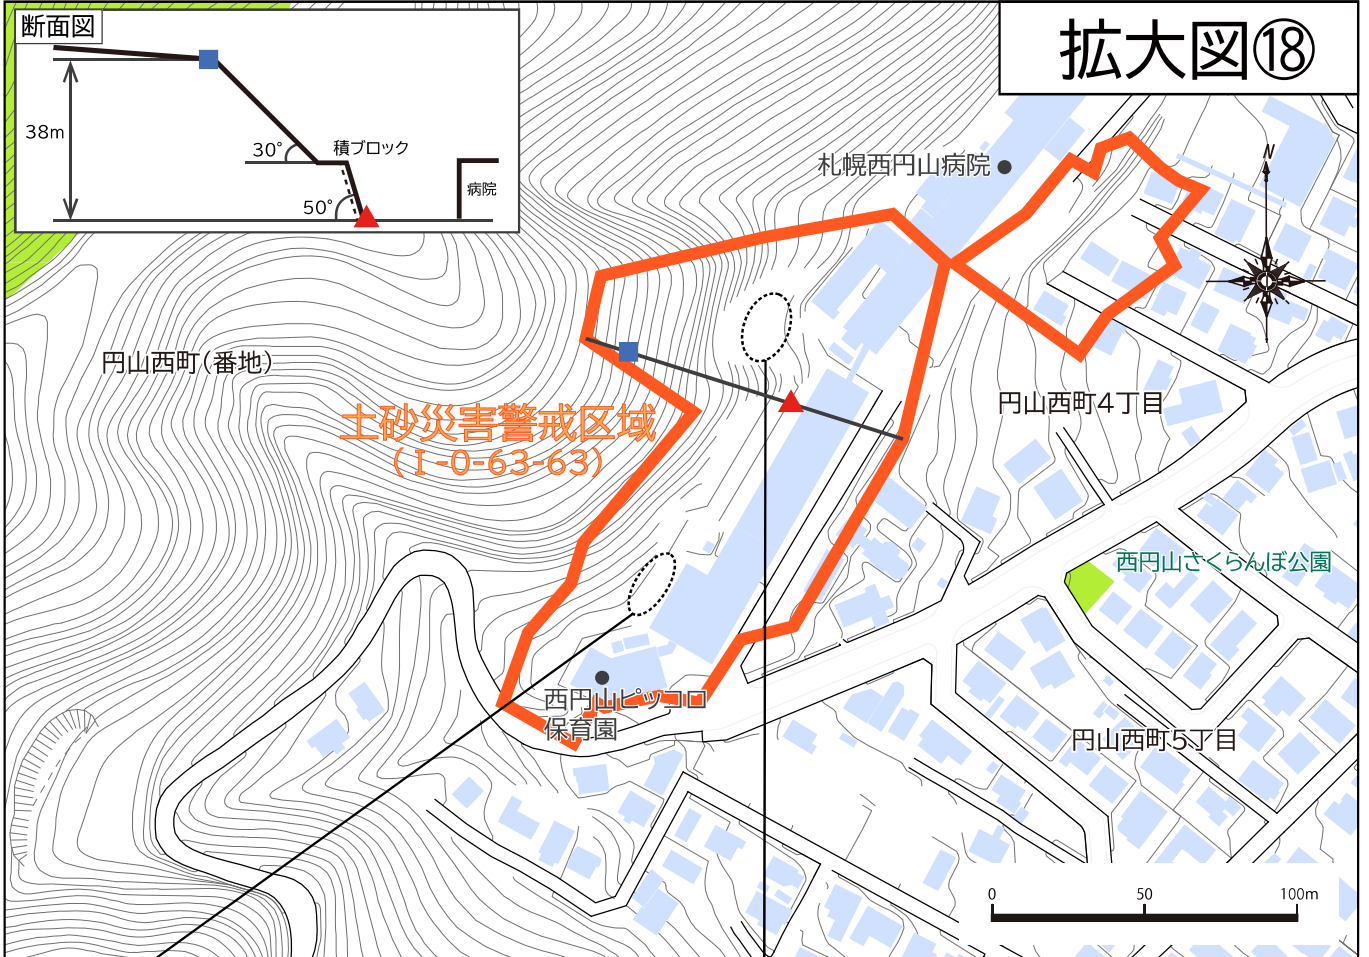 断面図
拡大図⑱
38m
30°
積ブロック
50°
病院
札幌西円山病院
N
円山西町(番地)
土砂災害警戒区域
(Ⅰ-0-63-63)
円山西町4丁目
西円山さくらんぼ公園
西円山ピッコロ
保育園
円山西町5丁目
0 50 100m